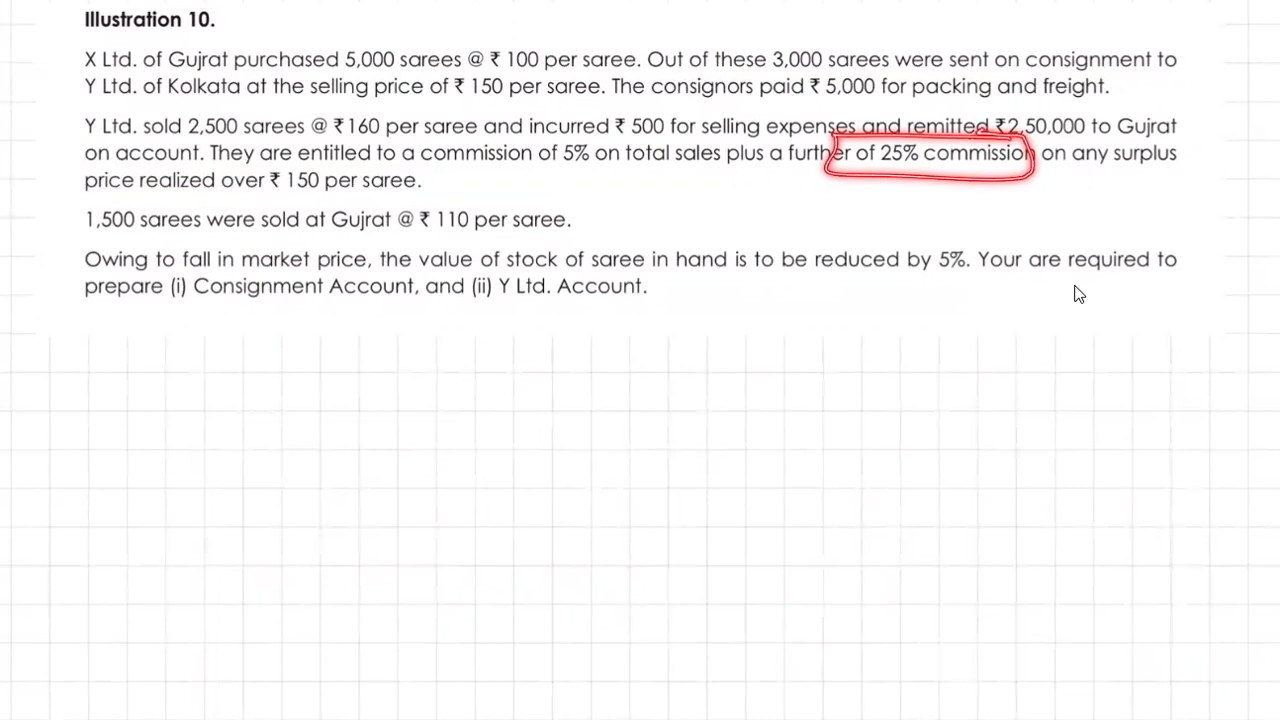 Illustration 10.
X Ltd. of Gujrat purchased 5,000 sarees @ ₹ 100 per saree. Out of these 3,000 sarees were sent on consignment to
Y Ltd. of Kolkata at the selling price of ₹ 150 per saree. The consignors paid ₹ 5,000 for packing and freight.
Y Ltd. sold 2,500 sarees @ ₹ 160 per saree and incurred ₹ 500 for selling expenses and remitted ₹ 2,50,000 to Gujrat
on account. They are entitled to a commission of 5% on total sales plus a further of 25% commission on any surplus
price realized over ₹ 150 per saree.
1,500 sarees were sold at Gujrat @ ₹ 110 per saree.
Owing to fall in market price, the value of stock of saree in hand is to be reduced by 5%. Your are required to
prepare (i) Consignment Account, and (ii) Y Ltd. Account.